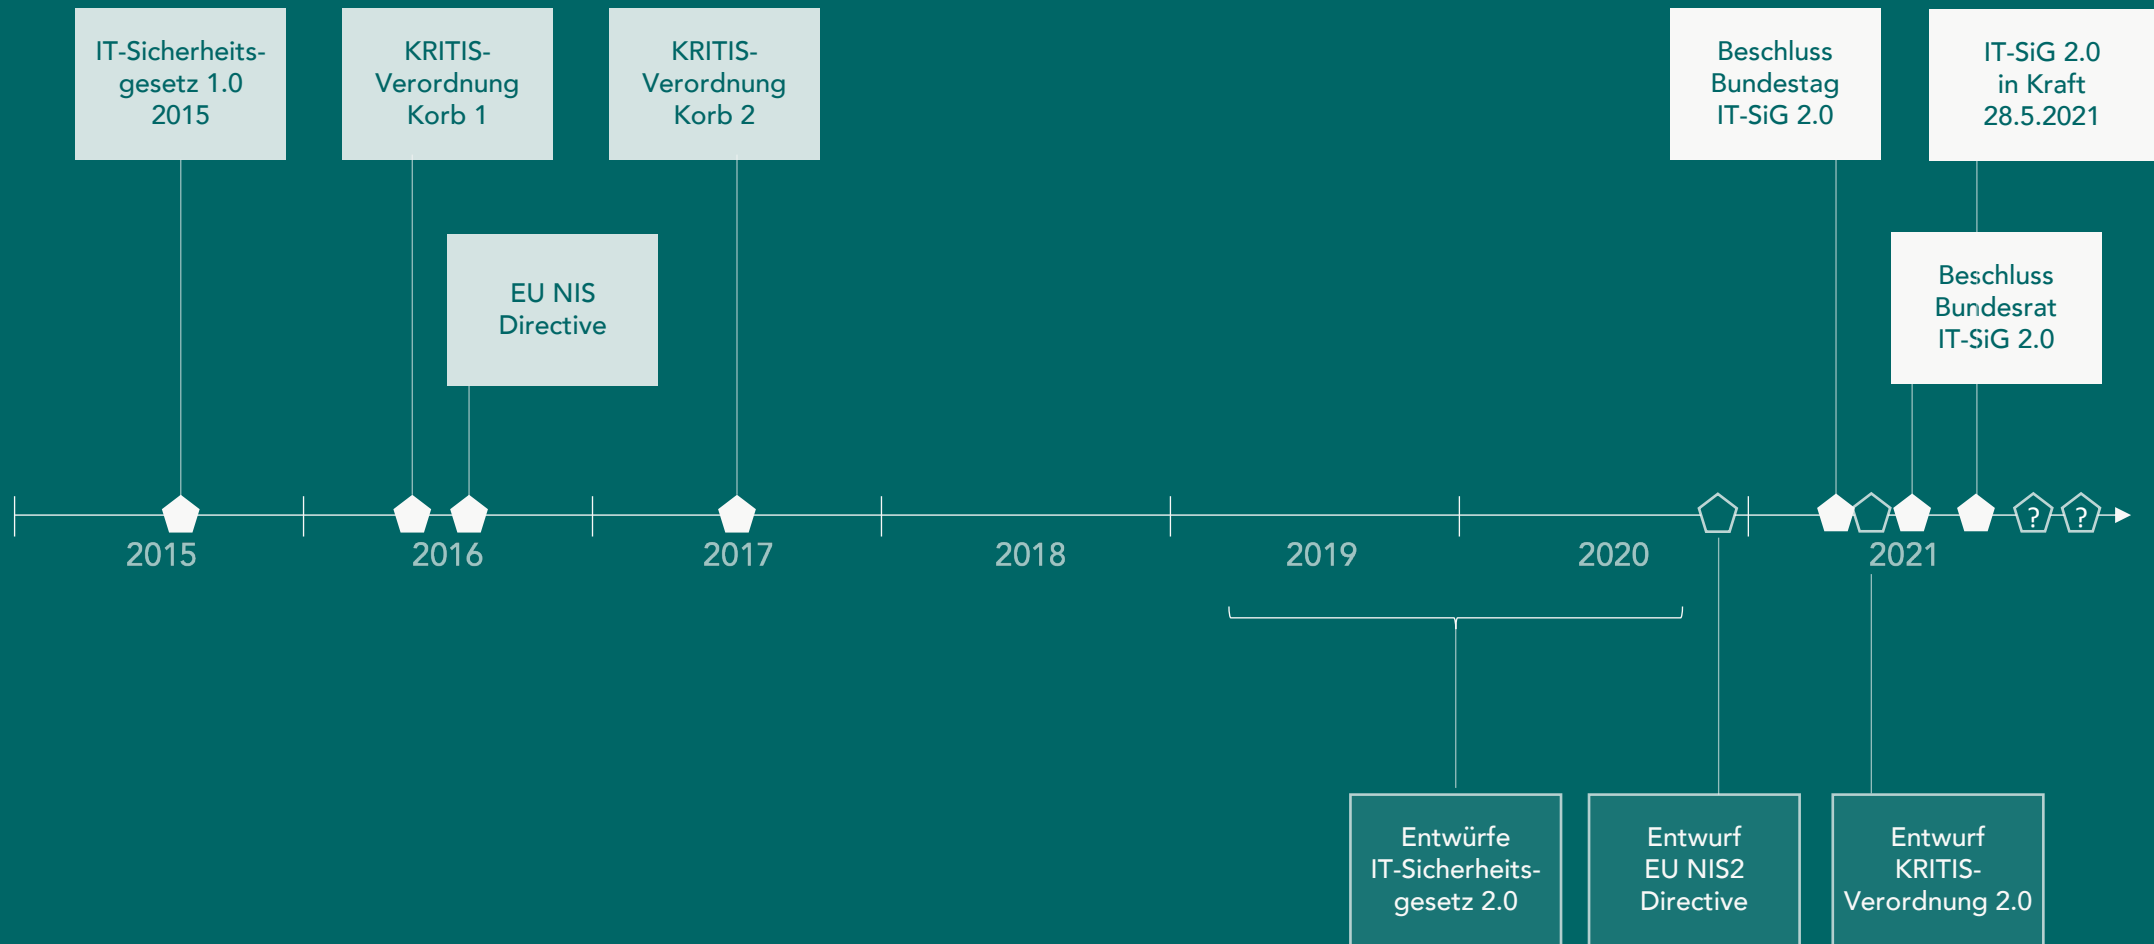 IT-Sicherheits-
gesetz 1.0
2015
KRITIS-
Verordnung
Korb 1
KRITIS-
Verordnung
Korb 2
Beschluss
Bundestag
IT-SiG 2.0
IT-SiG 2.0
in Kraft
28.5.2021
EU NIS
Directive
Beschluss
Bundesrat
IT-SiG 2.0
? ?
2015 2016 2017 2018 2019 2020 2021
Entwürfe
IT-Sicherheits-
gesetz 2.0
Entwurf
EU NIS2
Directive
Entwurf
KRITIS-
Verordnung 2.0